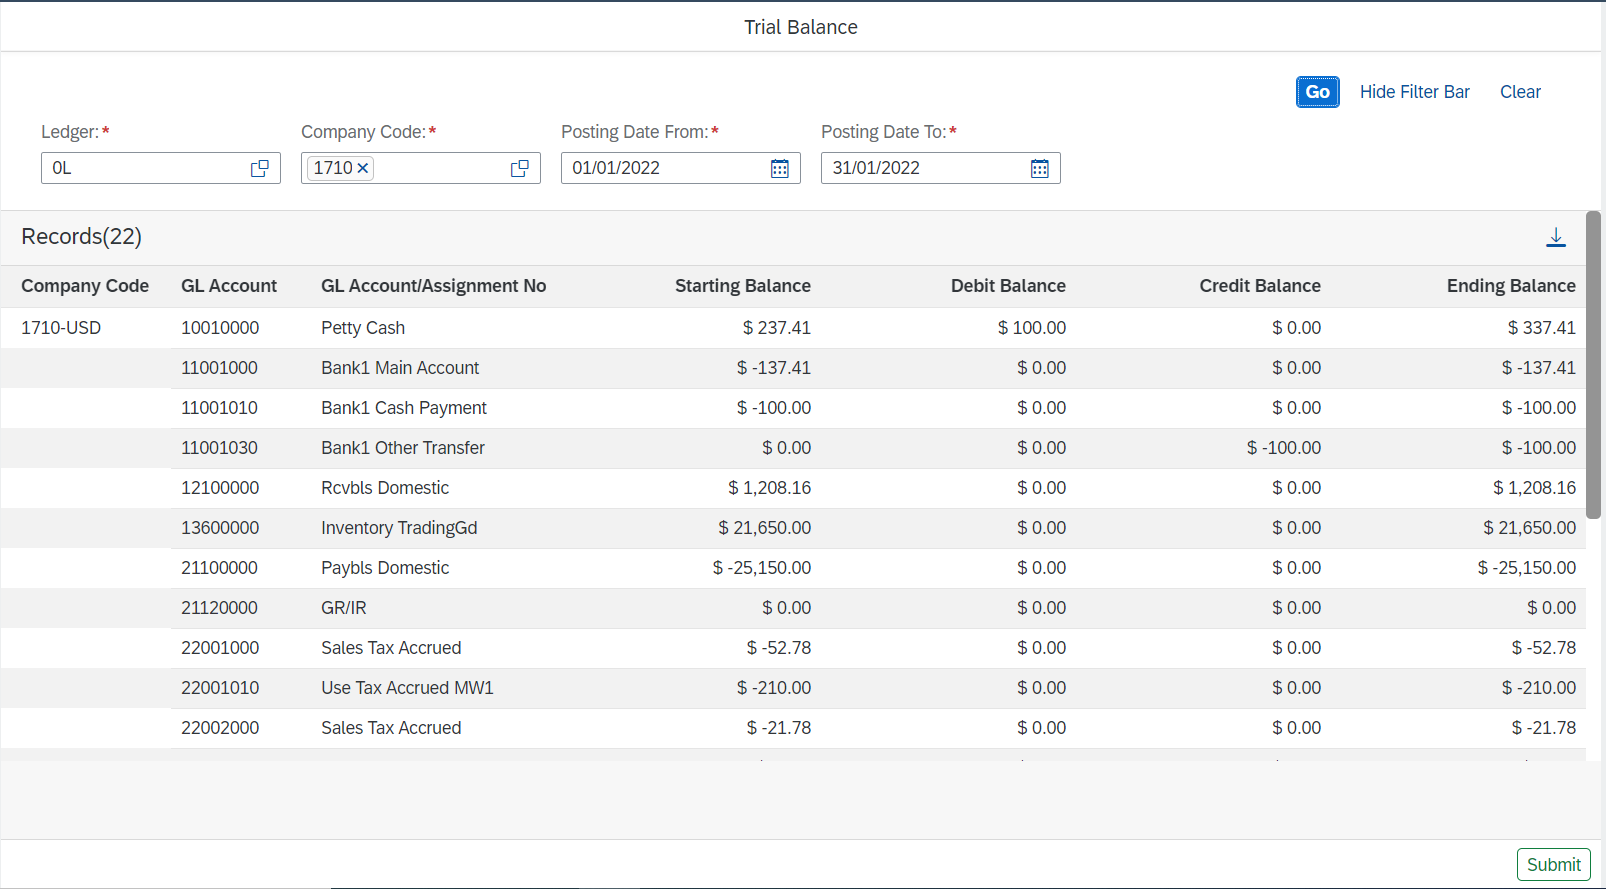 Trial Balance
Go Hide Filter Bar Clear
Ledger:* Company Code:* Posting Date From:* Posting Date To:*
0L 1710 01/01/2022 31/01/2022
Records(22)
Company Code GL Account GL Account/Assignment No Starting Balance Debit Balance Credit Balance Ending Balance
1710-USD 10010000 Petty Cash $ 237.41 $ 100.00 $ 0.00 $ 337.41
11001000 Bank1 Main Account $ -137.41 $ 0.00 $ 0.00 $ -137.41
11001010 Bank1 Cash Payment $ -100.00 $ 0.00 $ 0.00 $ -100.00
11001030 Bank1 Other Transfer $ 0.00 $ 0.00 $ -100.00 $ -100.00
12100000 Rcvbls Domestic $ 1,208.16 $ 0.00 $ 0.00 $ 1,208.16
13600000 Inventory TradingGd $ 21,650.00 $ 0.00 $ 0.00 $ 21,650.00
21100000 Paybls Domestic $ -25,150.00 $ 0.00 $ 0.00 $ -25,150.00
21120000 GR/IR $ 0.00 $ 0.00 $ 0.00 $ 0.00
22001000 Sales Tax Accrued $ -52.78 $ 0.00 $ 0.00 $ -52.78
22001010 Use Tax Accrued MW1 $ -210.00 $ 0.00 $ 0.00 $ -210.00
22002000 Sales Tax Accrued $ -21.78 $ 0.00 $ 0.00 $ -21.78
Submit